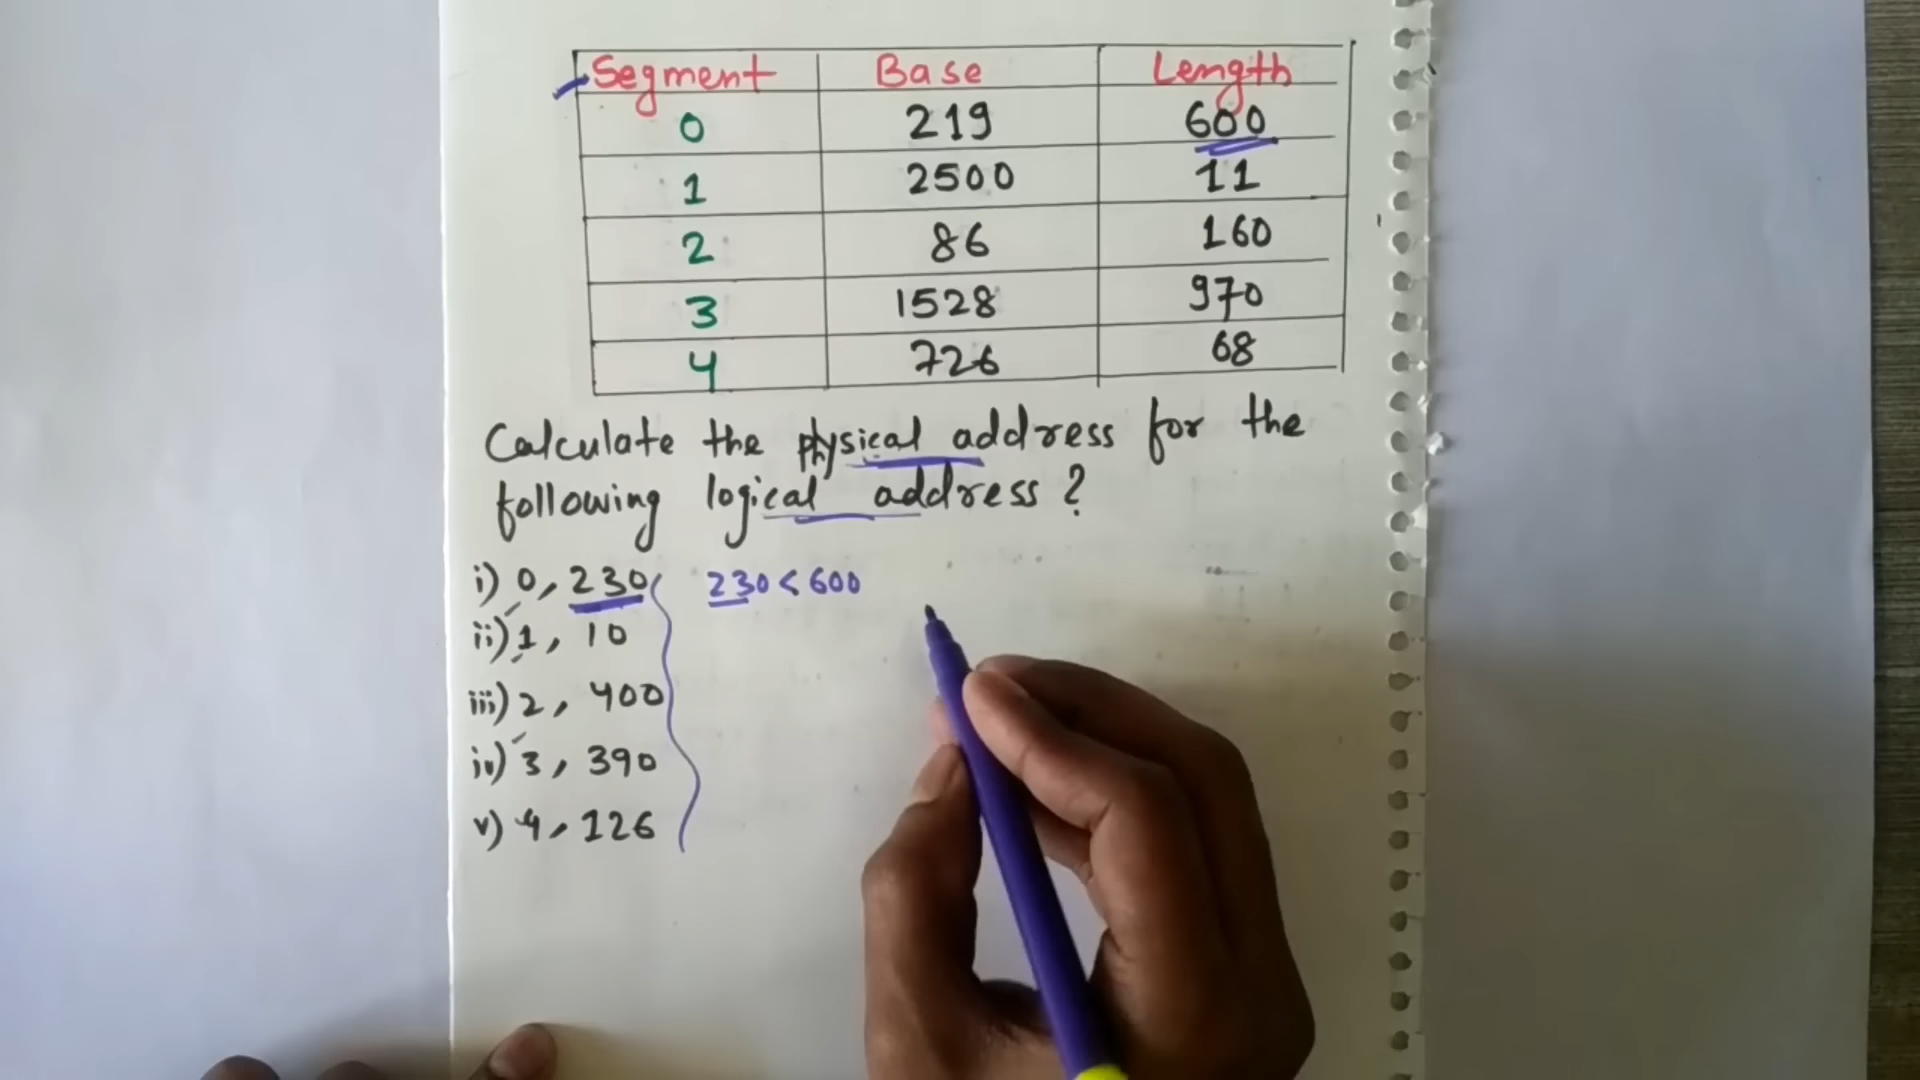 Segment Base Length
0 219 600
1 2500 11
2 86 160
3 1528 970
4 726 68
Calculate the physical address for the
following logical address?
i) 0, 230 230 < 600
ii) 1, 10
iii) 2, 400
iv) 3, 390
v) 4, 126